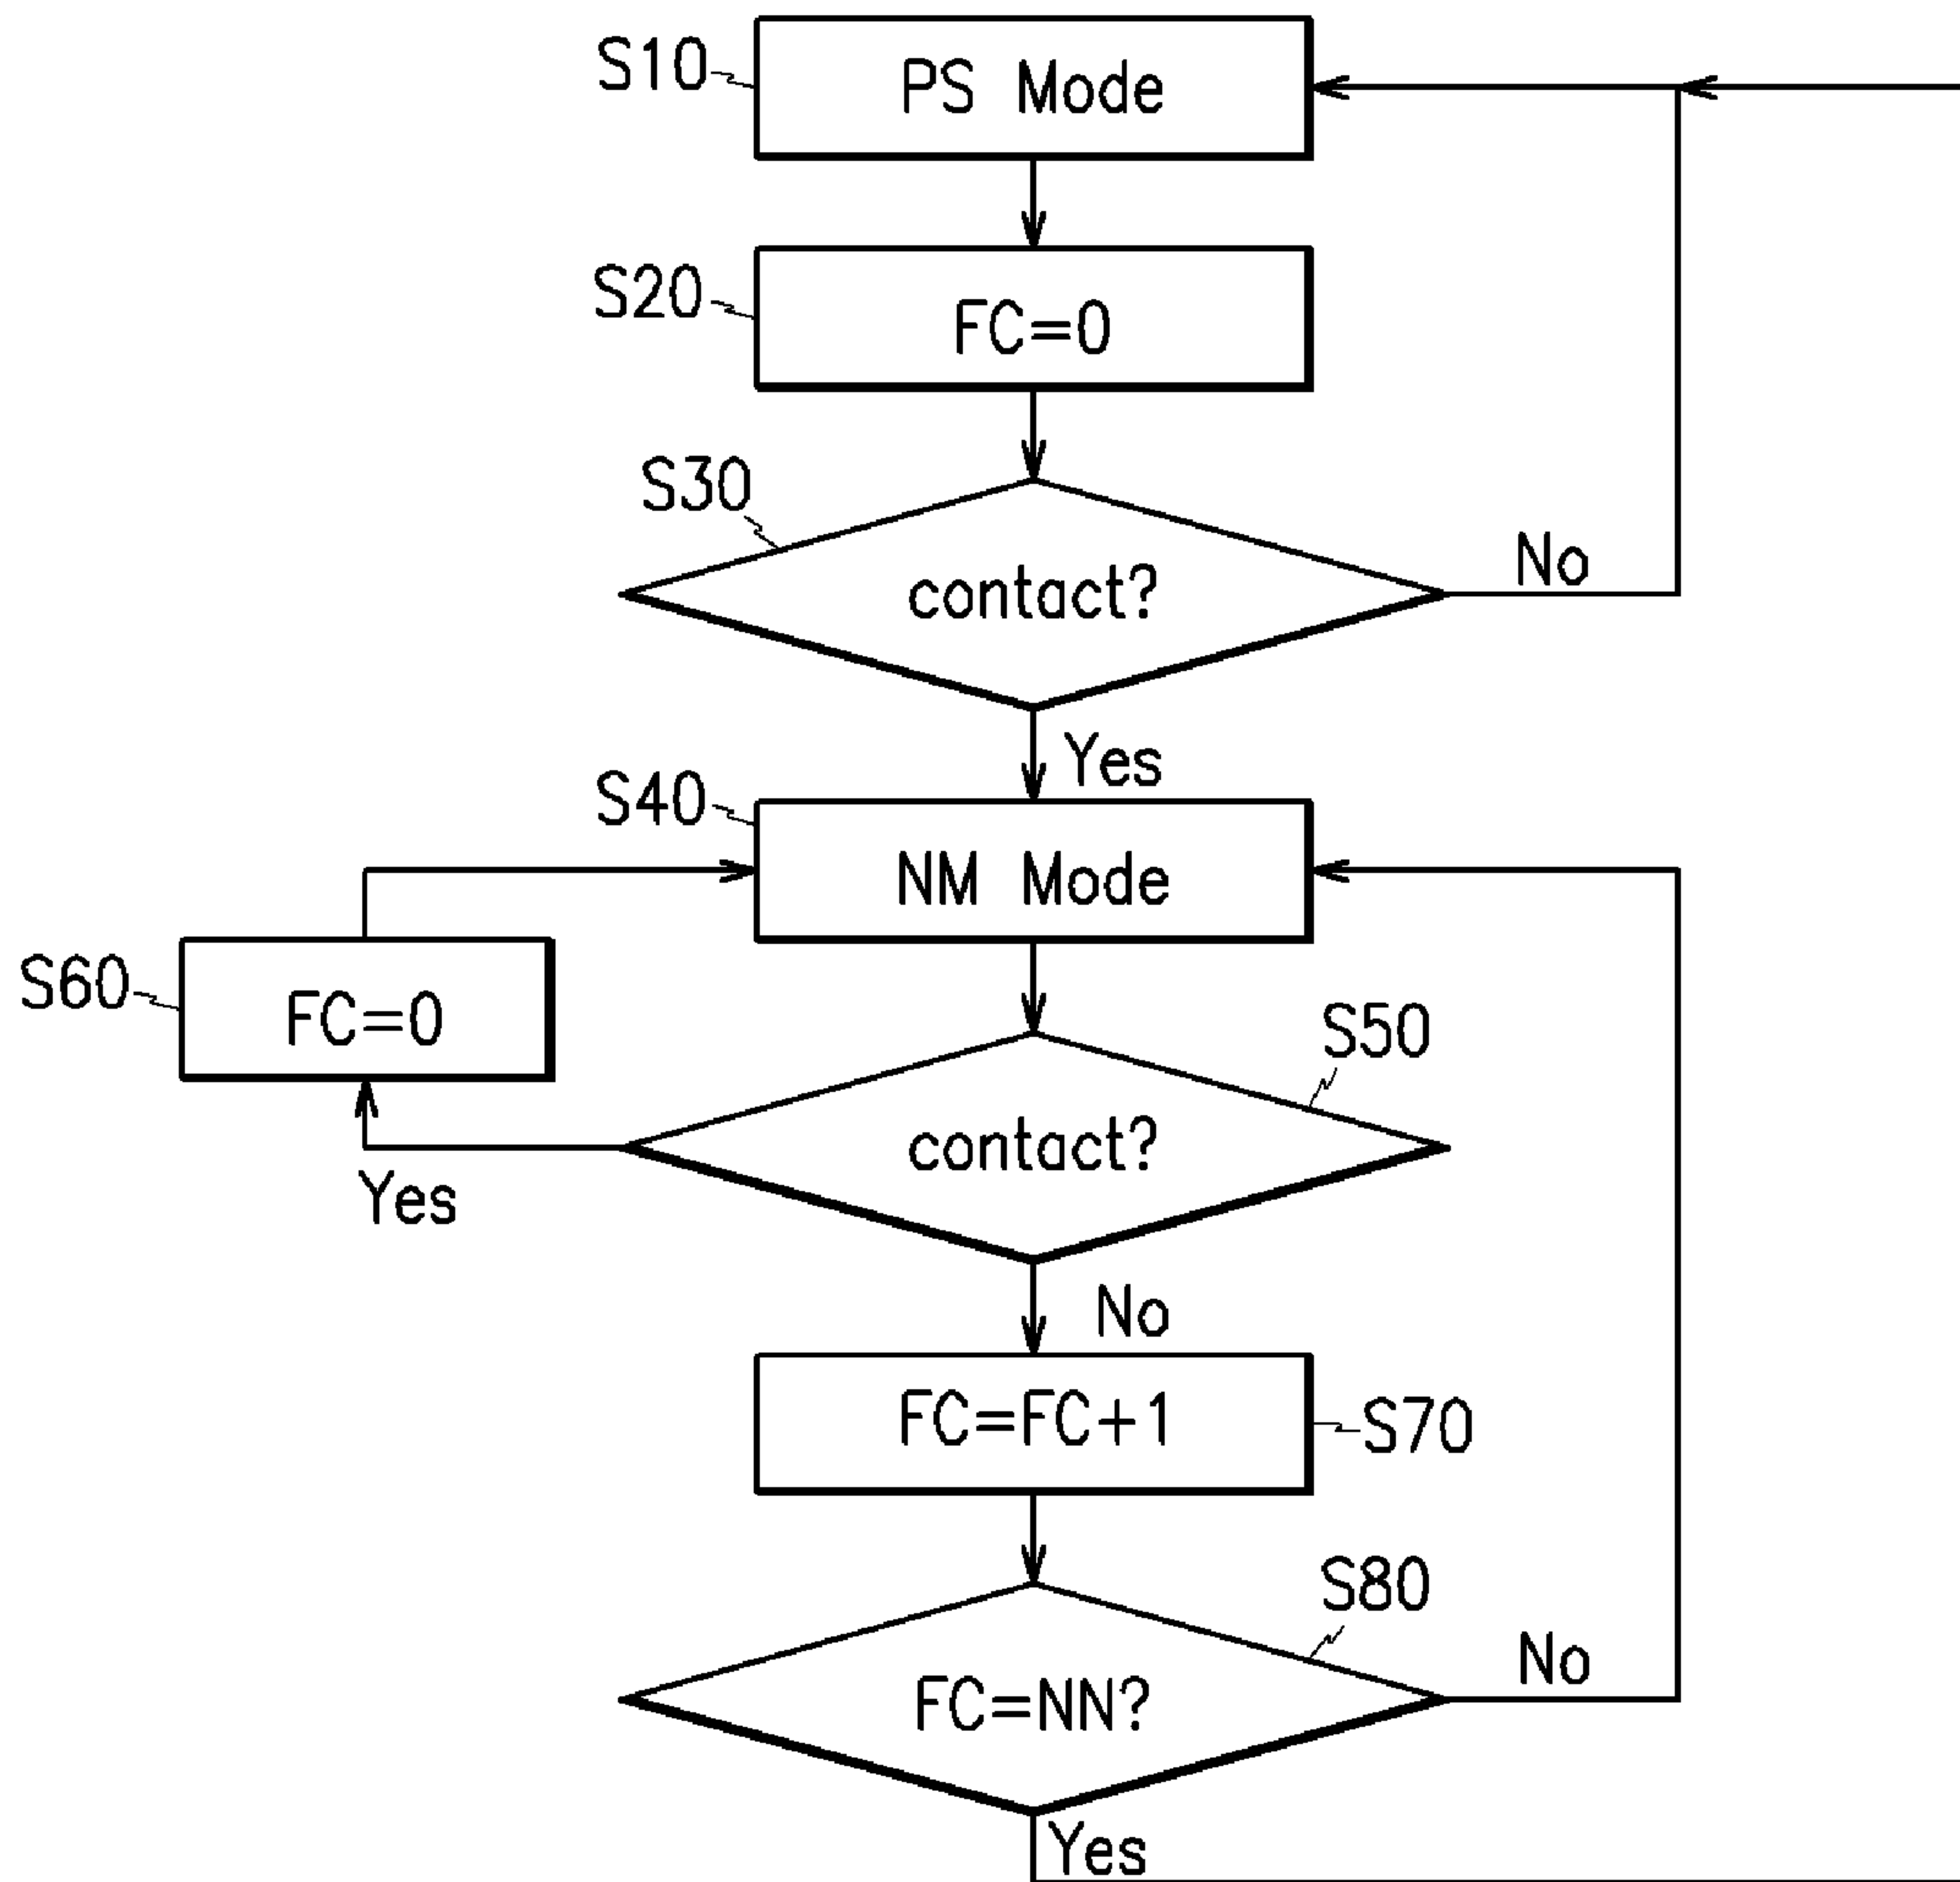 S10
PS Mode
S20
FC=0
S30
contact?
No
Yes
S40
NM Mode
S60
FC=0
S50
contact?
Yes
No
FC=FC+1
S70
S80
FC=NN?
No
Yes